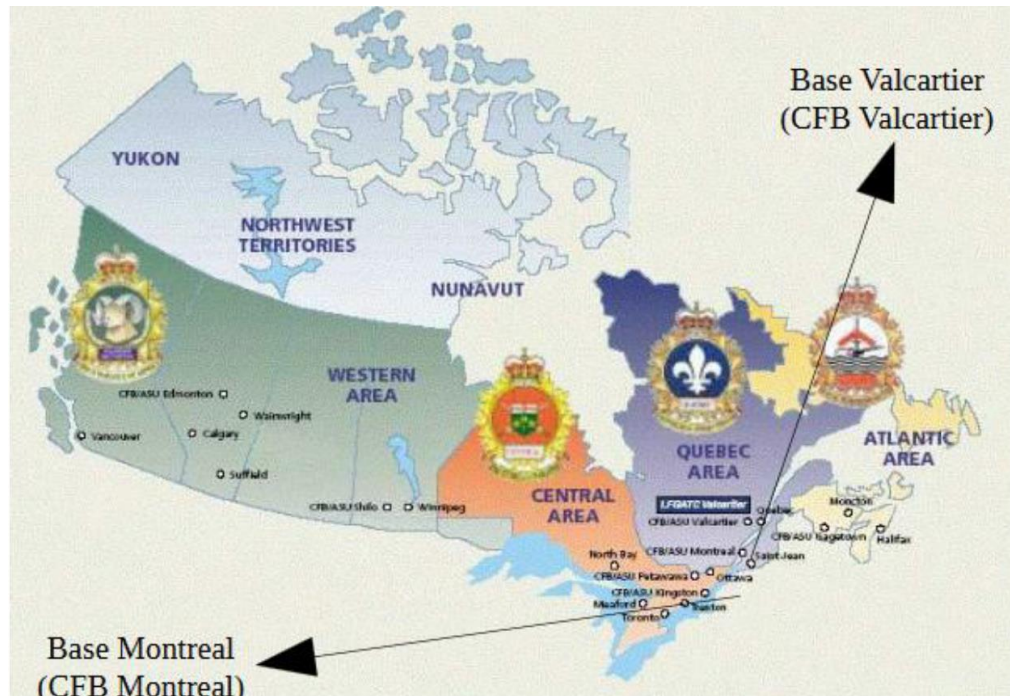 Base Valcartier
(CFB Valcartier)
YUKON
NORTHWEST
TERRITORIES
NUNAVUT
WESTERN
AREA
CFB/ASU Edmonton
Wainwright
Vancouver
Calgary
Suffield
CFB/ASU Shilo
Winnipeg
CENTRAL
AREA
QUEBEC
AREA
ATLANTIC
AREA
LFQATC Valcartier
Quebec
CFB/ASU Valcartier
Moncton
CFB/ASU Gagetown
Halifax
CFB/ASU Montreal
Saint-Jean
North Bay
CFB/ASU Petawawa
Ottawa
CFB/ASU Kingston
Meaford
Trenton
Toronto
Base Montreal
(CFB Montreal)